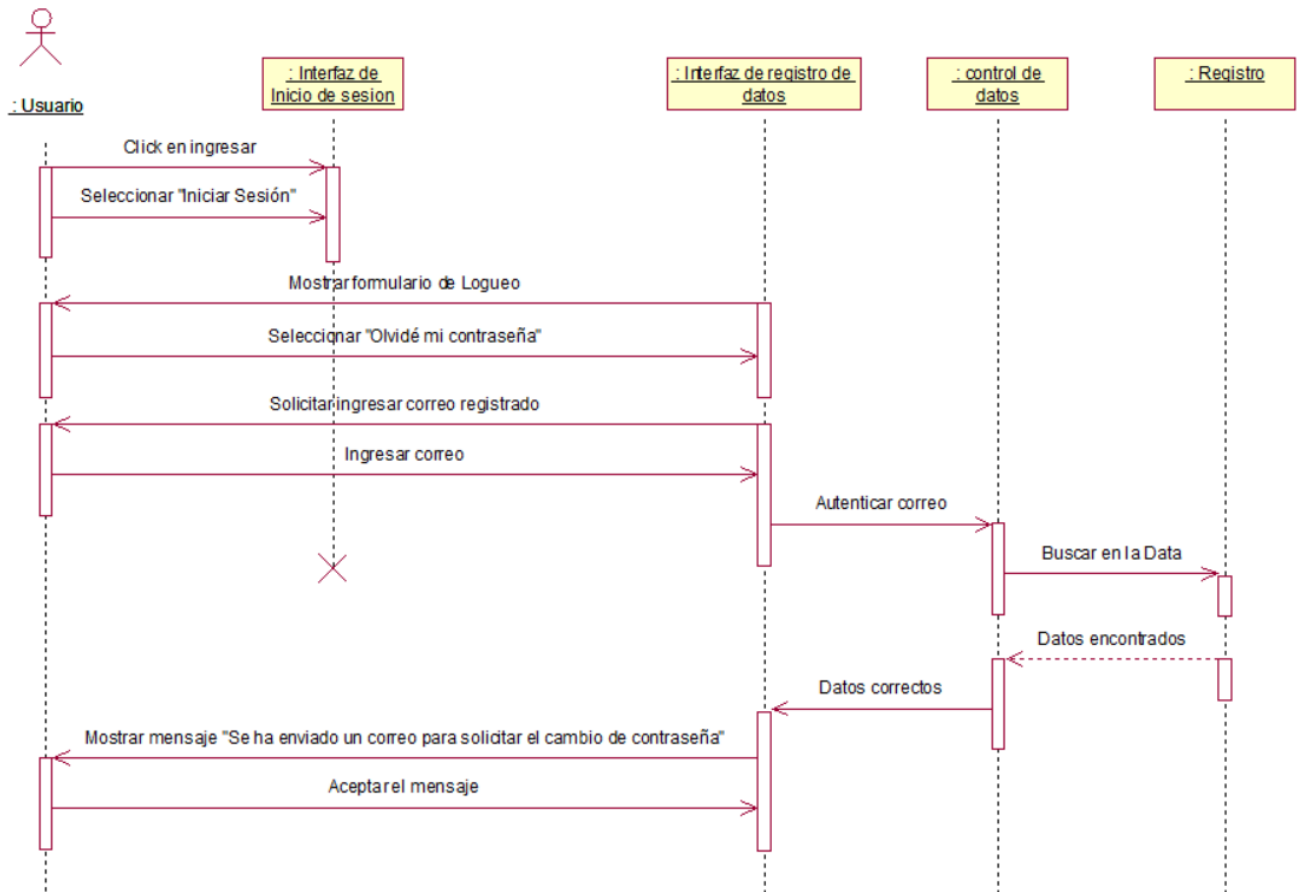 : Usuario
: Interfaz de
Inicio de sesion
: Interfaz de registro de
datos
: control de
datos
: Registro
Click en ingresar
Seleccionar "Iniciar Sesión"
Mostrar formulario de Logueo
Seleccionar "Olvidé mi contraseña"
Solicitar ingresar correo registrado
Ingresar correo
Autenticar correo
Buscar en la Data
Datos encontrados
Datos correctos
Mostrar mensaje "Se ha enviado un correo para solicitar el cambio de contraseña"
Aceptar el mensaje